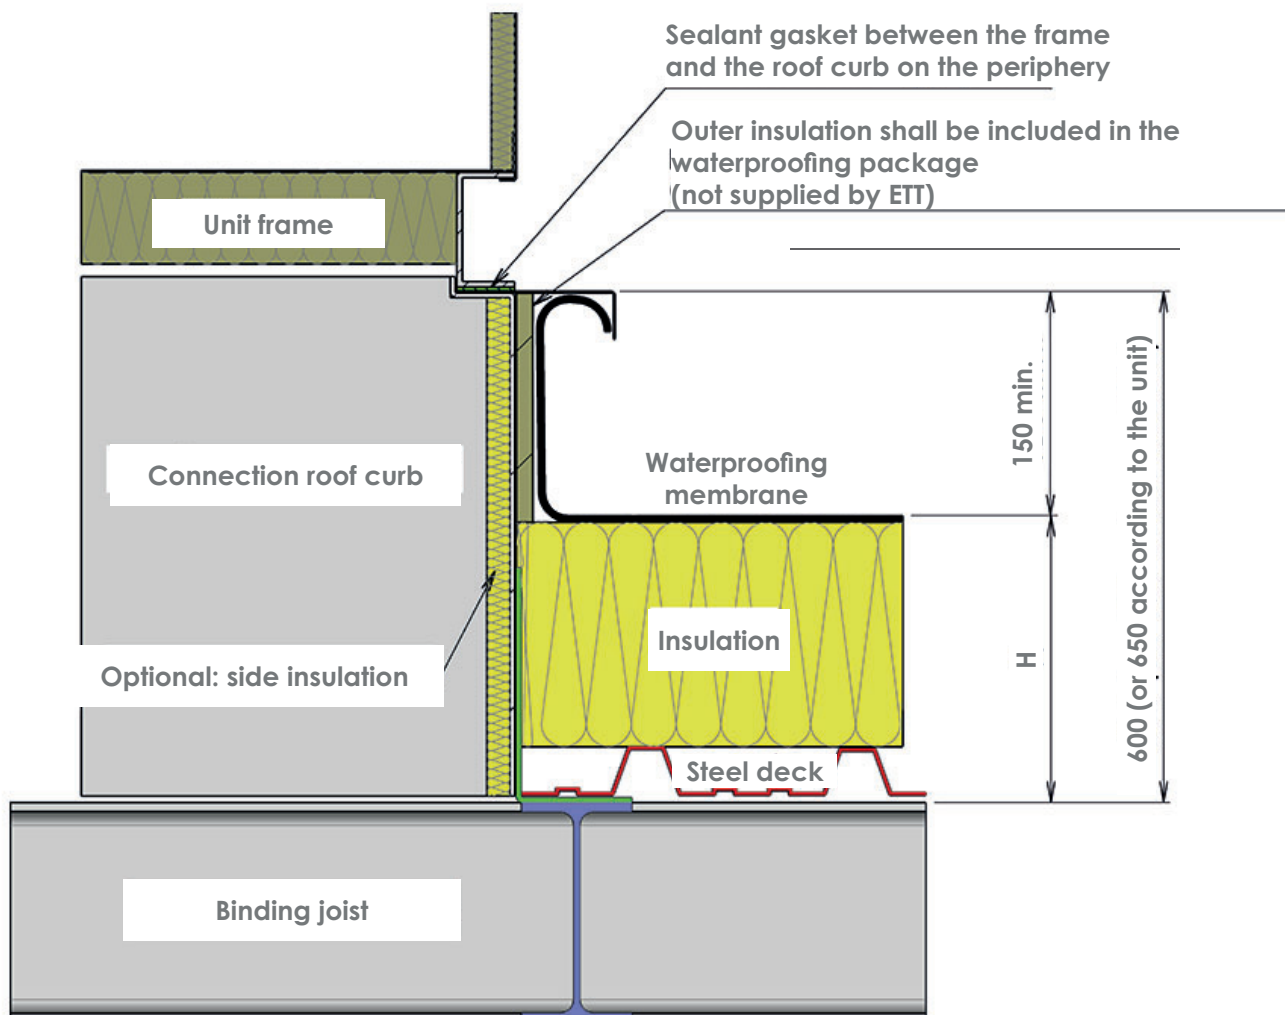 Sealant gasket between the frame
and the roof curb on the periphery
Outer insulation shall be included in the
waterproofing package
(not supplied by ETT)
Unit frame
150 min.
600 (or 650 according to the unit)
Connection roof curb
Waterproofing
membrane
Insulation
H
Optional: side insulation
Steel deck
Binding joist